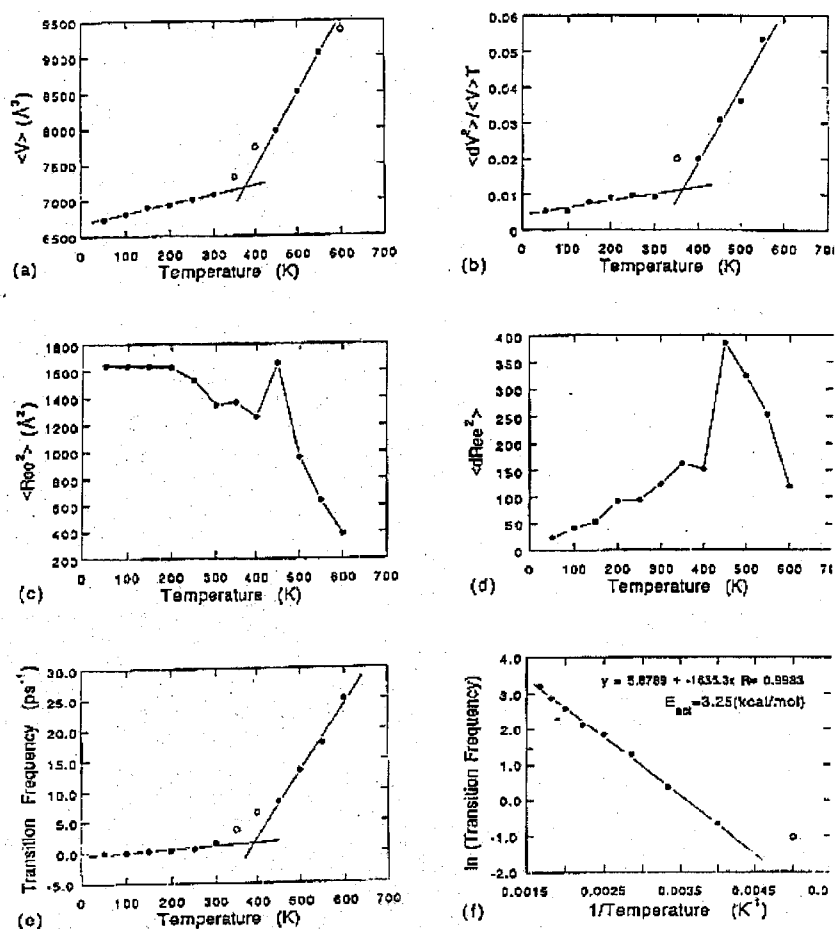 9500
9000
8500
8000
7500
7000
6500
<V> (Å³)
0 100 200 300 400 500 600 700
(a) Temperature (K)
0.06
0.05
0.04
0.03
0.02
0.01
0
<dV²>/<V>T
0 100 200 300 400 500 600 700
(b) Temperature (K)
1800
1600
1400
1200
1000
800
600
400
200
<Ree²> (Å²)
0 100 200 300 400 500 600 700
(c) Temperature (K)
400
350
300
250
200
150
100
50
0
<dRee²>
0 100 200 300 400 500 600 700
(d) Temperature (K)
30.0
25.0
20.0
15.0
10.0
5.0
0.0
-5.0
Transition Frequency (ps⁻¹)
0 100 200 300 400 500 600 700
(e) Temperature (K)
4.0
3.0
2.0
1.0
0.0
-1.0
-2.0
ln (Transition Frequency)
y = 5.8789 + -1635.3x R= 0.9983
E_act=3.25(kcal/mol)
0.0015 0.0025 0.0035 0.0045 0.0
(f) 1/Temperature (K⁻¹)